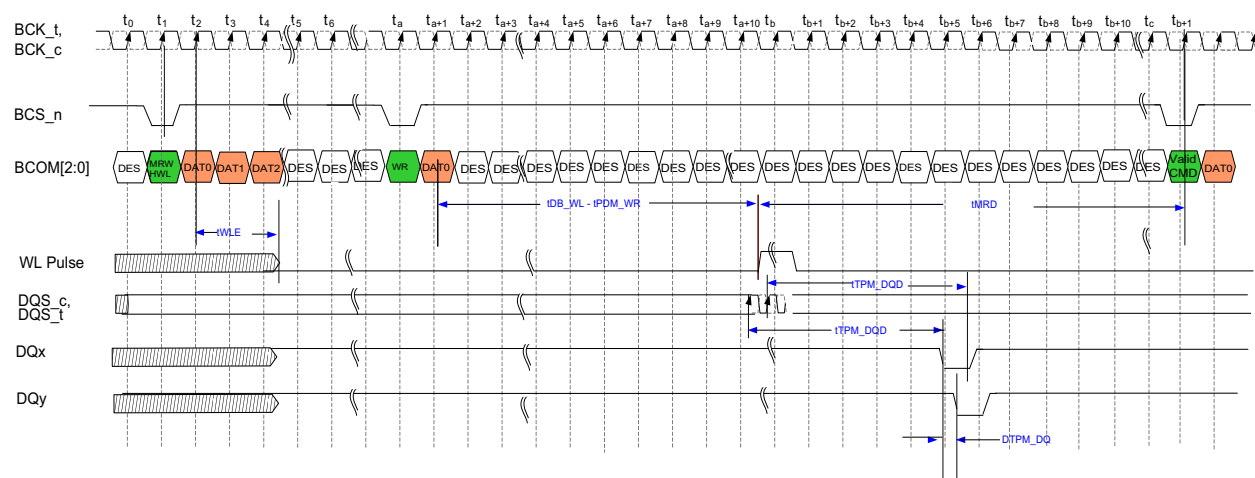 t0 t1 t2 t3 t4 t5 t6 ta ta+1 ta+2 ta+3 ta+4 ta+5 ta+6 ta+7 ta+8 ta+9 ta+10 tb tb+1 tb+2 tb+3 tb+4 tb+5 tb+6 tb+7 tb+8 tb+9 tb+10 tc tb+1
BCK_t,
BCK_c
BCS_n
BCOM[2:0] DES MRW HWL DAT0 DAT1 DAT2 DES DES DES WR DAT0 DES DES DES DES DES DES DES DES DES DES DES DES DES DES DES DES DES DES DES DES Valid CMD DAT0
tDB_WL - tPDM_WR tMRD
tWLE
WL Pulse
tTPM_DQD
DQS_c,
DQS_t
tTPM_DQD
DQx
DQy
DTPM_DQ